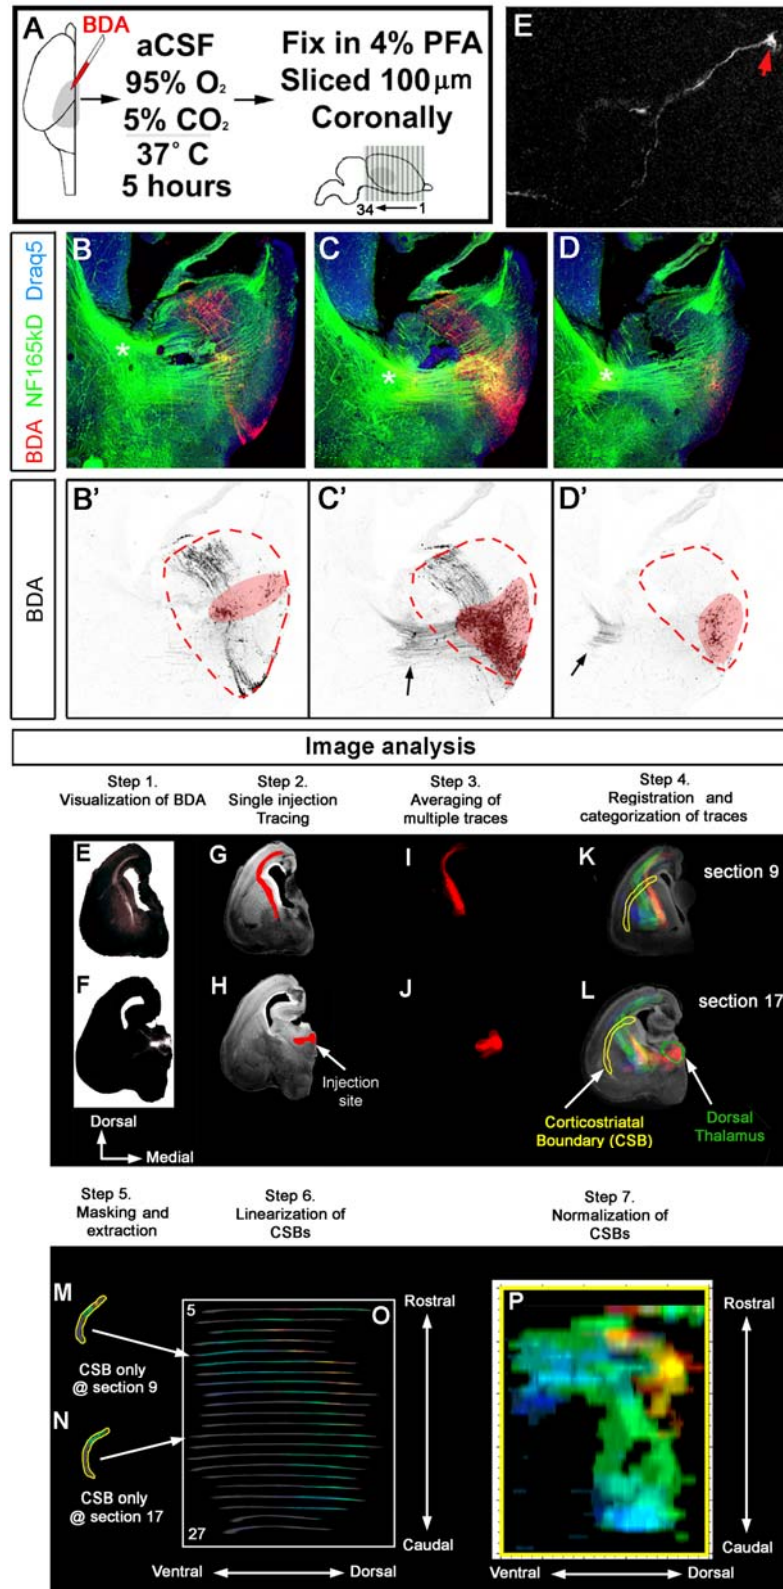 A
BDA
aCSF
95% O₂
5% CO₂
37° C
5 hours
Fix in 4% PFA
Sliced 100 μm
Coronally
34
1
E
BDA NF165kD Draq5
B
C
D
*
*
*
BDA
B'
C'
D'
Image analysis
Step 1.
Visualization of BDA
Step 2.
Single injection
Tracing
Step 3.
Averaging of
multiple traces
Step 4.
Registration and
categorization of traces
E
G
I
K
section 9
F
H
J
L
section 17
Injection
site
Dorsal
Medial
Corticostriatal
Boundary (CSB)
Dorsal
Thalamus
Step 5.
Masking and
extraction
Step 6.
Linearization of
CSBs
Step 7.
Normalization of
CSBs
M
CSB only
@ section 9
N
CSB only
@ section 17
5
O
27
Rostral
Caudal
Ventral
Dorsal
P
Rostral
Caudal
Ventral
Dorsal